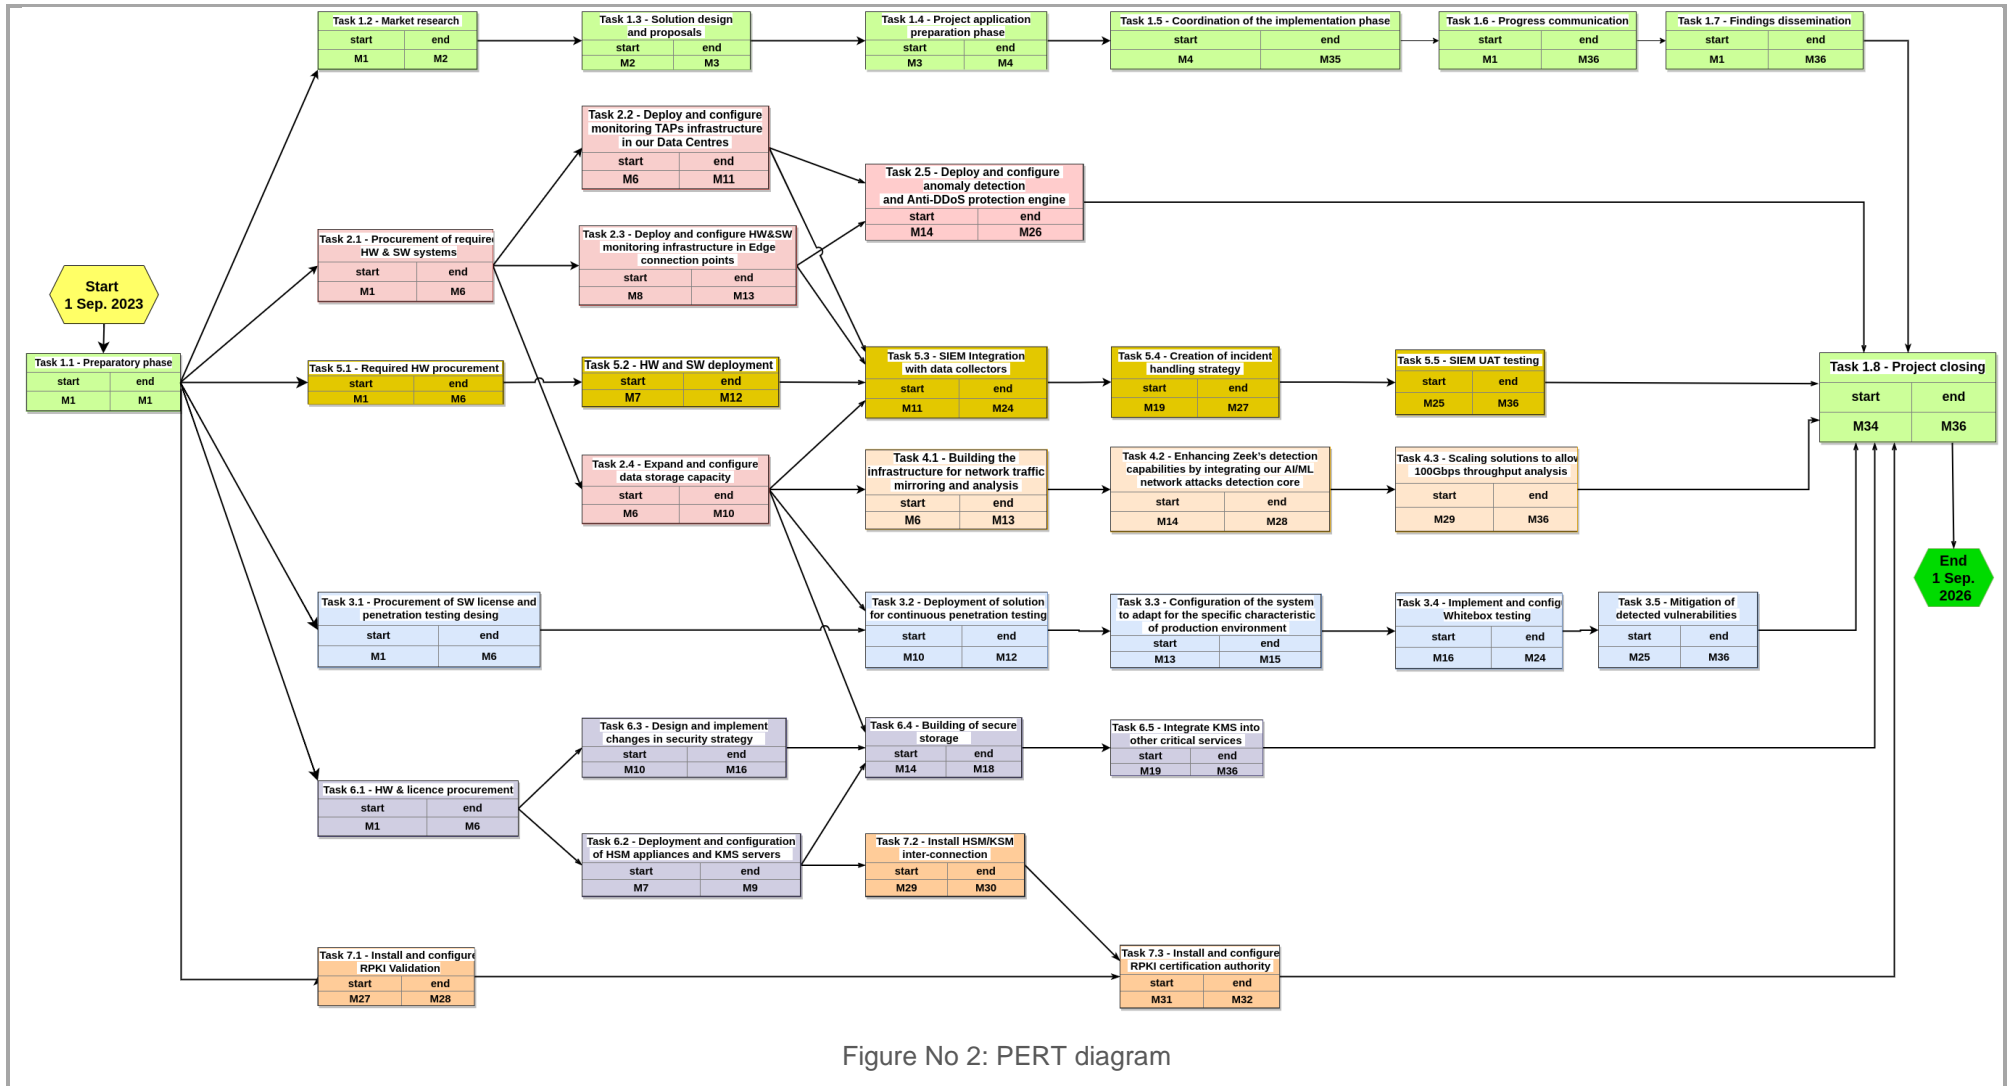 Start
1 Sep. 2023
Task 1.1 - Preparatory phase
start end
M1 M1
Task 1.2 - Market research
start end
M1 M2
Task 1.3 - Solution design
and proposals
start end
M2 M3
Task 1.4 - Project application
preparation phase
start end
M3 M4
Task 1.5 - Coordination of the implementation phase
start end
M4 M35
Task 1.6 - Progress communication
start end
M1 M36
Task 1.7 - Findings dissemination
start end
M1 M36
Task 2.1 - Procurement of required
HW & SW systems
start end
M1 M6
Task 2.2 - Deploy and configure
monitoring TAPs infrastructure
in our Data Centres
start end
M6 M11
Task 2.3 - Deploy and configure HW&SW
monitoring infrastructure in Edge
connection points
start end
M8 M13
Task 2.5 - Deploy and configure
anomaly detection
and Anti-DDoS protection engine
start end
M14 M26
Task 5.1 - Required HW procurement
start end
M1 M6
Task 5.2 - HW and SW deployment
start end
M7 M12
Task 5.3 - SIEM Integration
with data collectors
start end
M11 M24
Task 5.4 - Creation of incident
handling strategy
start end
M19 M27
Task 5.5 - SIEM UAT testing
start end
M25 M36
Task 1.8 - Project closing
start end
M34 M36
Task 2.4 - Expand and configure
data storage capacity
start end
M6 M10
Task 4.1 - Building the
infrastructure for network traffic
mirroring and analysis
start end
M6 M13
Task 4.2 - Enhancing Zeek's detection
capabilities by integrating our AI/ML
network attacks detection core
start end
M14 M28
Task 4.3 - Scaling solutions to allow
100Gbps throughput analysis
start end
M29 M36
End
1 Sep.
2026
Task 3.1 - Procurement of SW license and
penetration testing desing
start end
M1 M6
Task 3.2 - Deployment of solution
for continuous penetration testing
start end
M10 M12
Task 3.3 - Configuration of the system
to adapt for the specific characteristic
of production environment
start end
M13 M15
Task 3.4 - Implement and config
Whitebox testing
start end
M16 M24
Task 3.5 - Mitigation of
detected vulnerabilities
start end
M25 M36
Task 6.1 - HW & licence procurement
start end
M1 M6
Task 6.3 - Design and implement
changes in security strategy
start end
M10 M16
Task 6.4 - Building of secure
storage
start end
M14 M18
Task 6.5 - Integrate KMS into
other critical services
start end
M19 M36
Task 6.2 - Deployment and configuration
of HSM appliances and KMS servers
start end
M7 M9
Task 7.2 - Install HSM/KSM
inter-connection
start end
M29 M30
Task 7.1 - Install and configure
RPKI Validation
start end
M27 M28
Task 7.3 - Install and configure
RPKI certification authority
start end
M31 M32
Figure No 2: PERT diagram